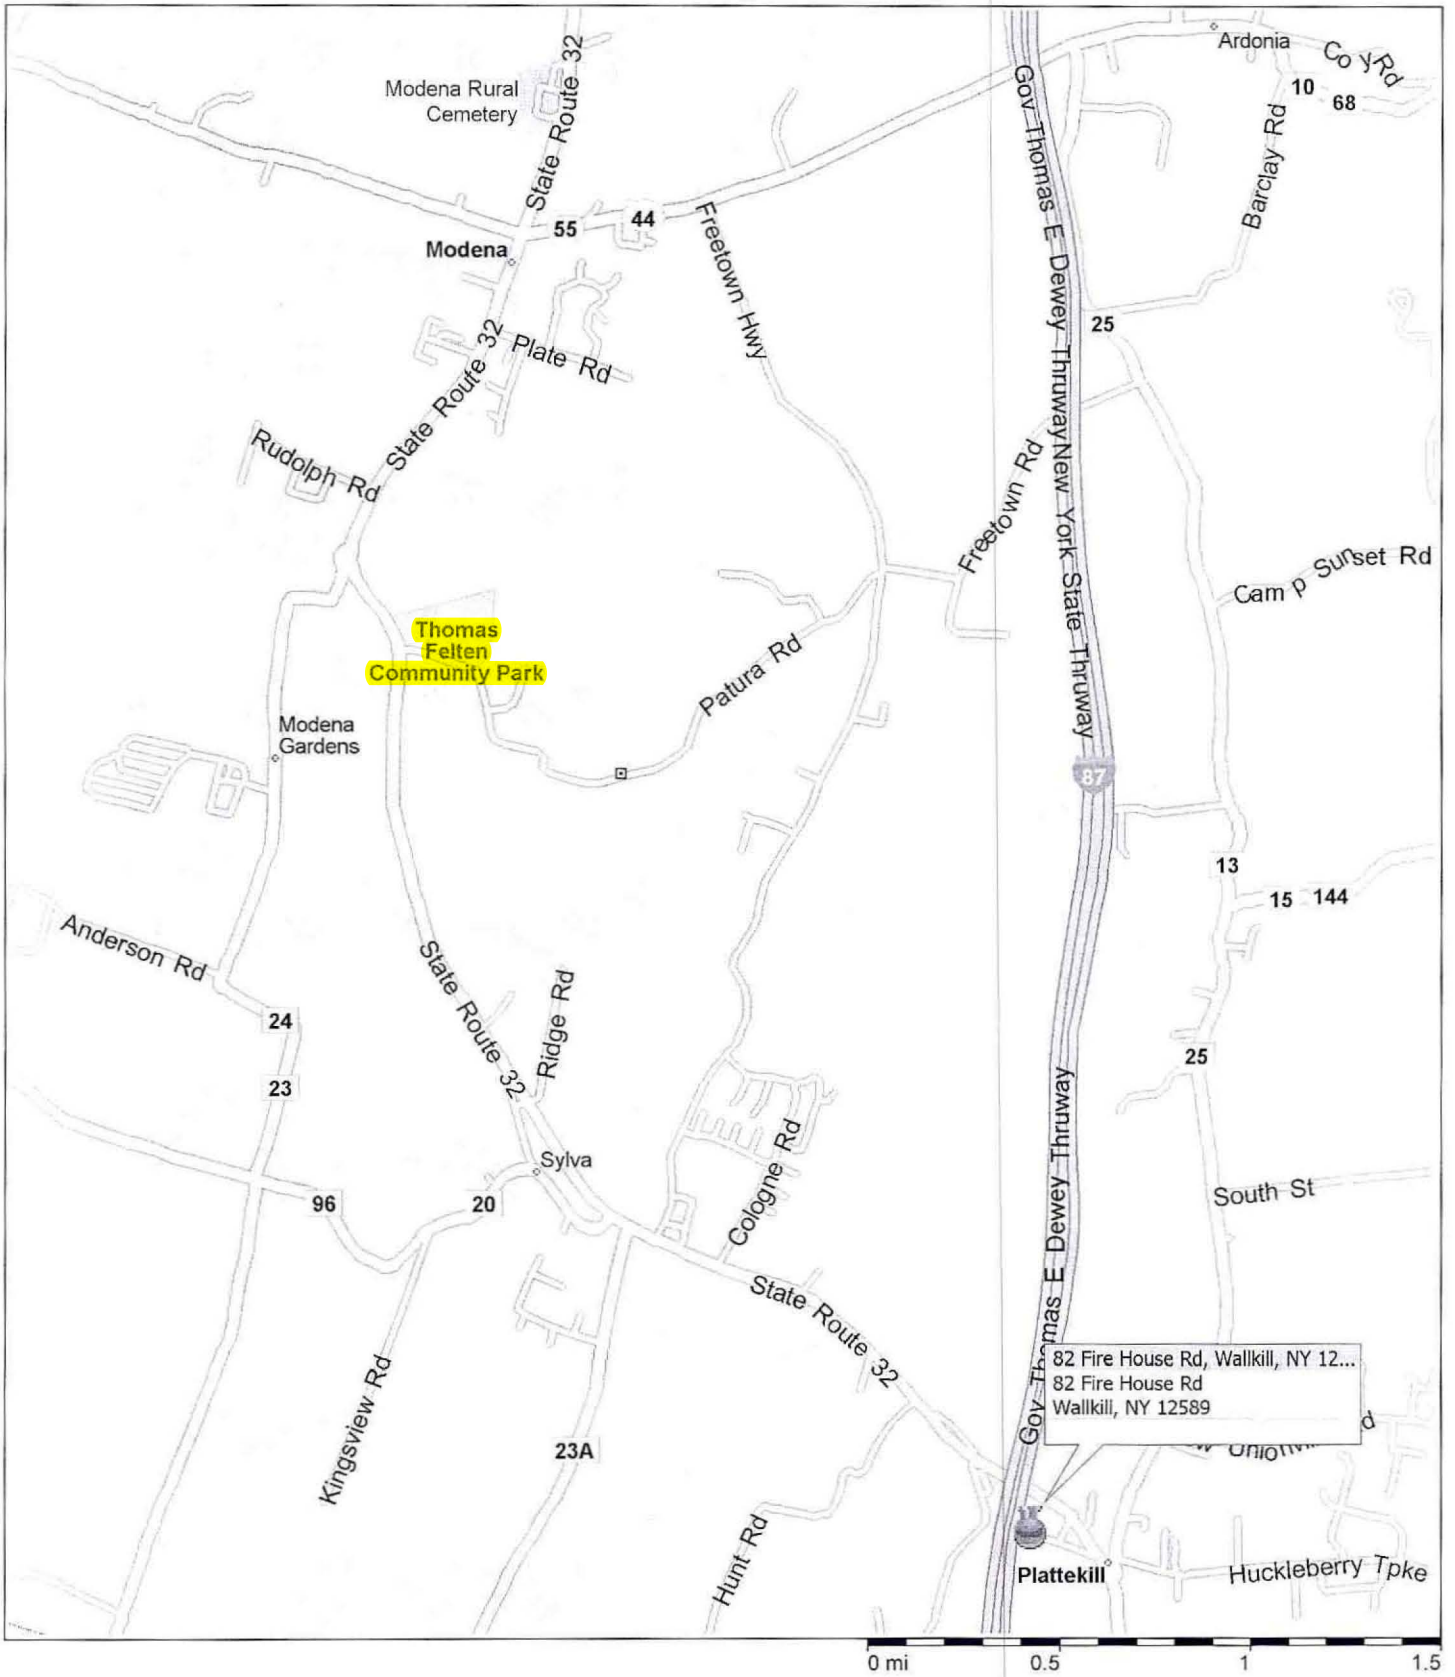 Ardonia
Co y Rd
10
68
Modena Rural
Cemetery
State Route 32
Gov Thomas E Dewey Thruway
Barclay Rd
55
44
Freetown Hwy
Modena
25
Plate Rd
State Route 32
Rudolph Rd
Freetown Rd
New York State Thruway
Camp Sunset Rd
Thomas
Felten
Community Park
Patura Rd
Modena
Gardens
87
13
15
144
Anderson Rd
State Route 32
Ridge Rd
24
25
23
Gov Thomas E Dewey Thruway
Cologne Rd
Sylva
96
20
South St
State Route 32
82 Fire House Rd, Wallkill, NY 12...
82 Fire House Rd
Wallkill, NY 12589
Kingsview Rd
23A
Hunt Rd
Plattekill
Huckleberry Tpke
0 mi
0.5
1
1.5